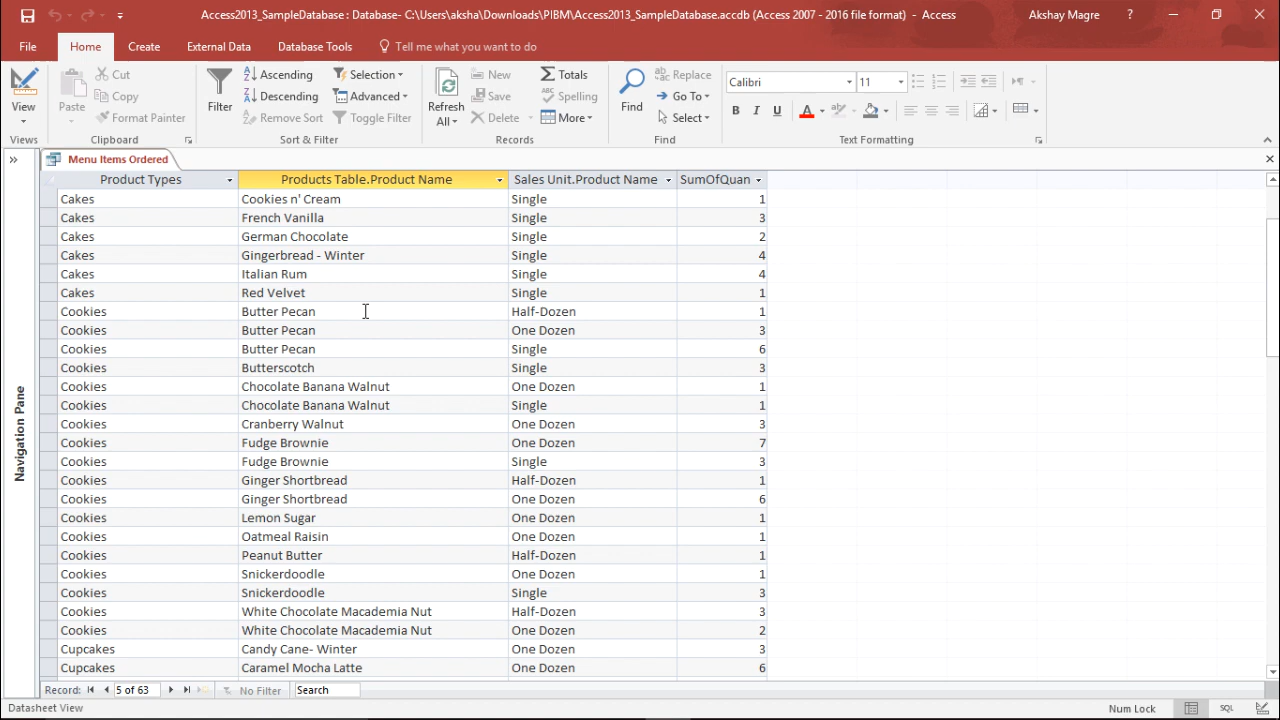 Access2013_SampleDatabase : Database- C:\Users\aksha\Downloads\PIBM\Access2013_SampleDatabase.accdb (Access 2007 - 2016 file format) - Access
Akshay Magre
?
File Home Create External Data Database Tools Tell me what you want to do
View
Views
Paste
Cut
Copy
Format Painter
Clipboard
Filter
Ascending
Descending
Remove Sort
Selection
Advanced
Toggle Filter
Sort & Filter
Refresh
All
New
Save
Delete
Totals
Spelling
More
Records
Find
Replace
Go To
Select
Find
Calibri 11
B I U A
Text Formatting
Menu Items Ordered
Navigation Pane
Product Types Products Table.Product Name Sales Unit.Product Name SumOfQuan
Cakes Cookies n' Cream Single 1
Cakes French Vanilla Single 3
Cakes German Chocolate Single 2
Cakes Gingerbread - Winter Single 4
Cakes Italian Rum Single 4
Cakes Red Velvet Single 1
Cookies Butter Pecan Half-Dozen 1
Cookies Butter Pecan One Dozen 3
Cookies Butter Pecan Single 6
Cookies Butterscotch Single 3
Cookies Chocolate Banana Walnut One Dozen 1
Cookies Chocolate Banana Walnut Single 1
Cookies Cranberry Walnut One Dozen 3
Cookies Fudge Brownie One Dozen 7
Cookies Fudge Brownie Single 3
Cookies Ginger Shortbread Half-Dozen 1
Cookies Ginger Shortbread One Dozen 6
Cookies Lemon Sugar One Dozen 1
Cookies Oatmeal Raisin One Dozen 1
Cookies Peanut Butter Half-Dozen 1
Cookies Snickerdoodle One Dozen 1
Cookies Snickerdoodle Single 3
Cookies White Chocolate Macademia Nut Half-Dozen 3
Cookies White Chocolate Macademia Nut One Dozen 2
Cupcakes Candy Cane- Winter One Dozen 3
Cupcakes Caramel Mocha Latte One Dozen 6
Record: 5 of 63 No Filter Search
Datasheet View Num Lock SQL